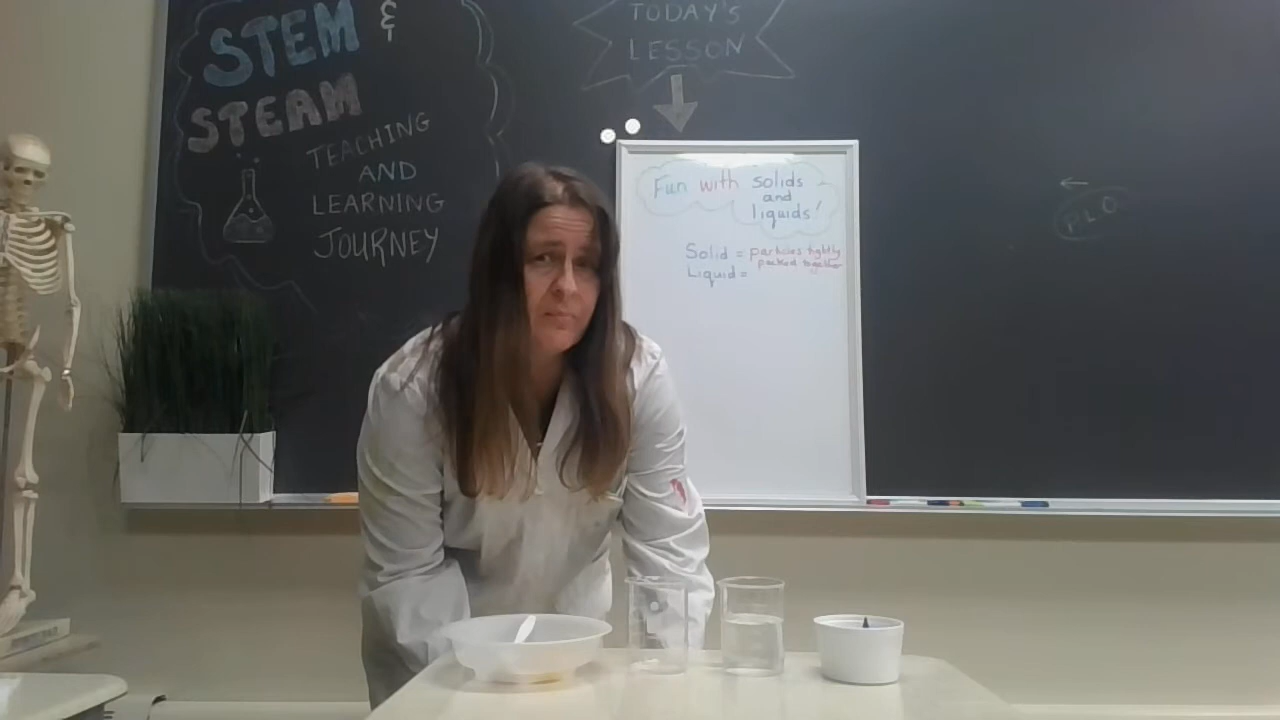 STEM &
STEAM
TEACHING
AND
LEARNING
JOURNEY
TODAY'S
LESSON
Fun with solids
and
liquids!
Solid = particles tightly
packed together
Liquid =
P.L.O.